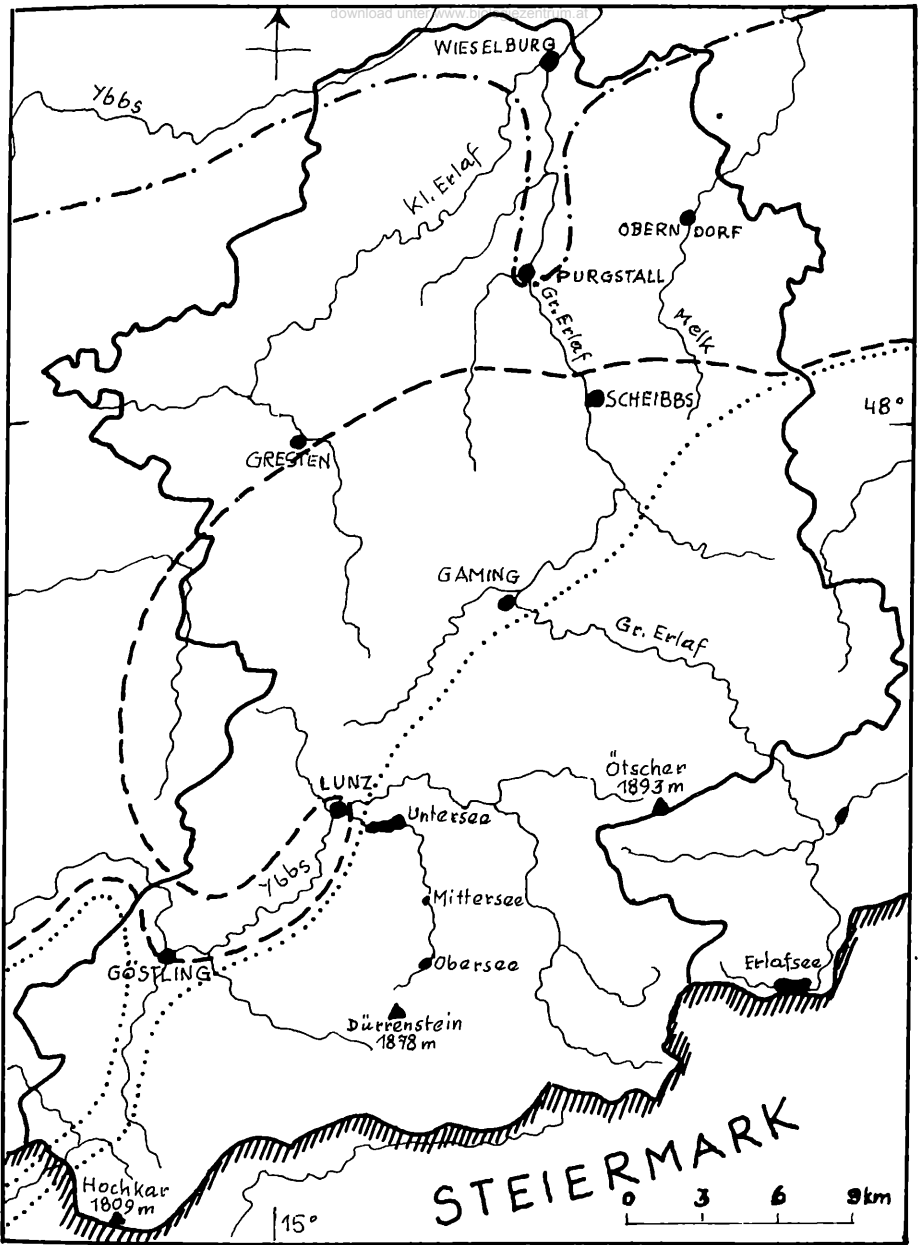 download unter www.biologiezentrum.at
WIESELBURG
Ybbs
Kl. Erlaf
OBERNDORF
PURGSTALL
Gr. Erlaf
Melk
SCHEIBBS
48°
GRESTEN
GAMING
Gr. Erlaf
Ötscher
1893 m
LUNZ
Untersee
Ybbs
Mittersee
Obersee
Erlafsee
GÖSTLING
Dürrenstein
1878 m
STEIERMARK
Hochkar
1809 m
15°
0 3 6 9 km